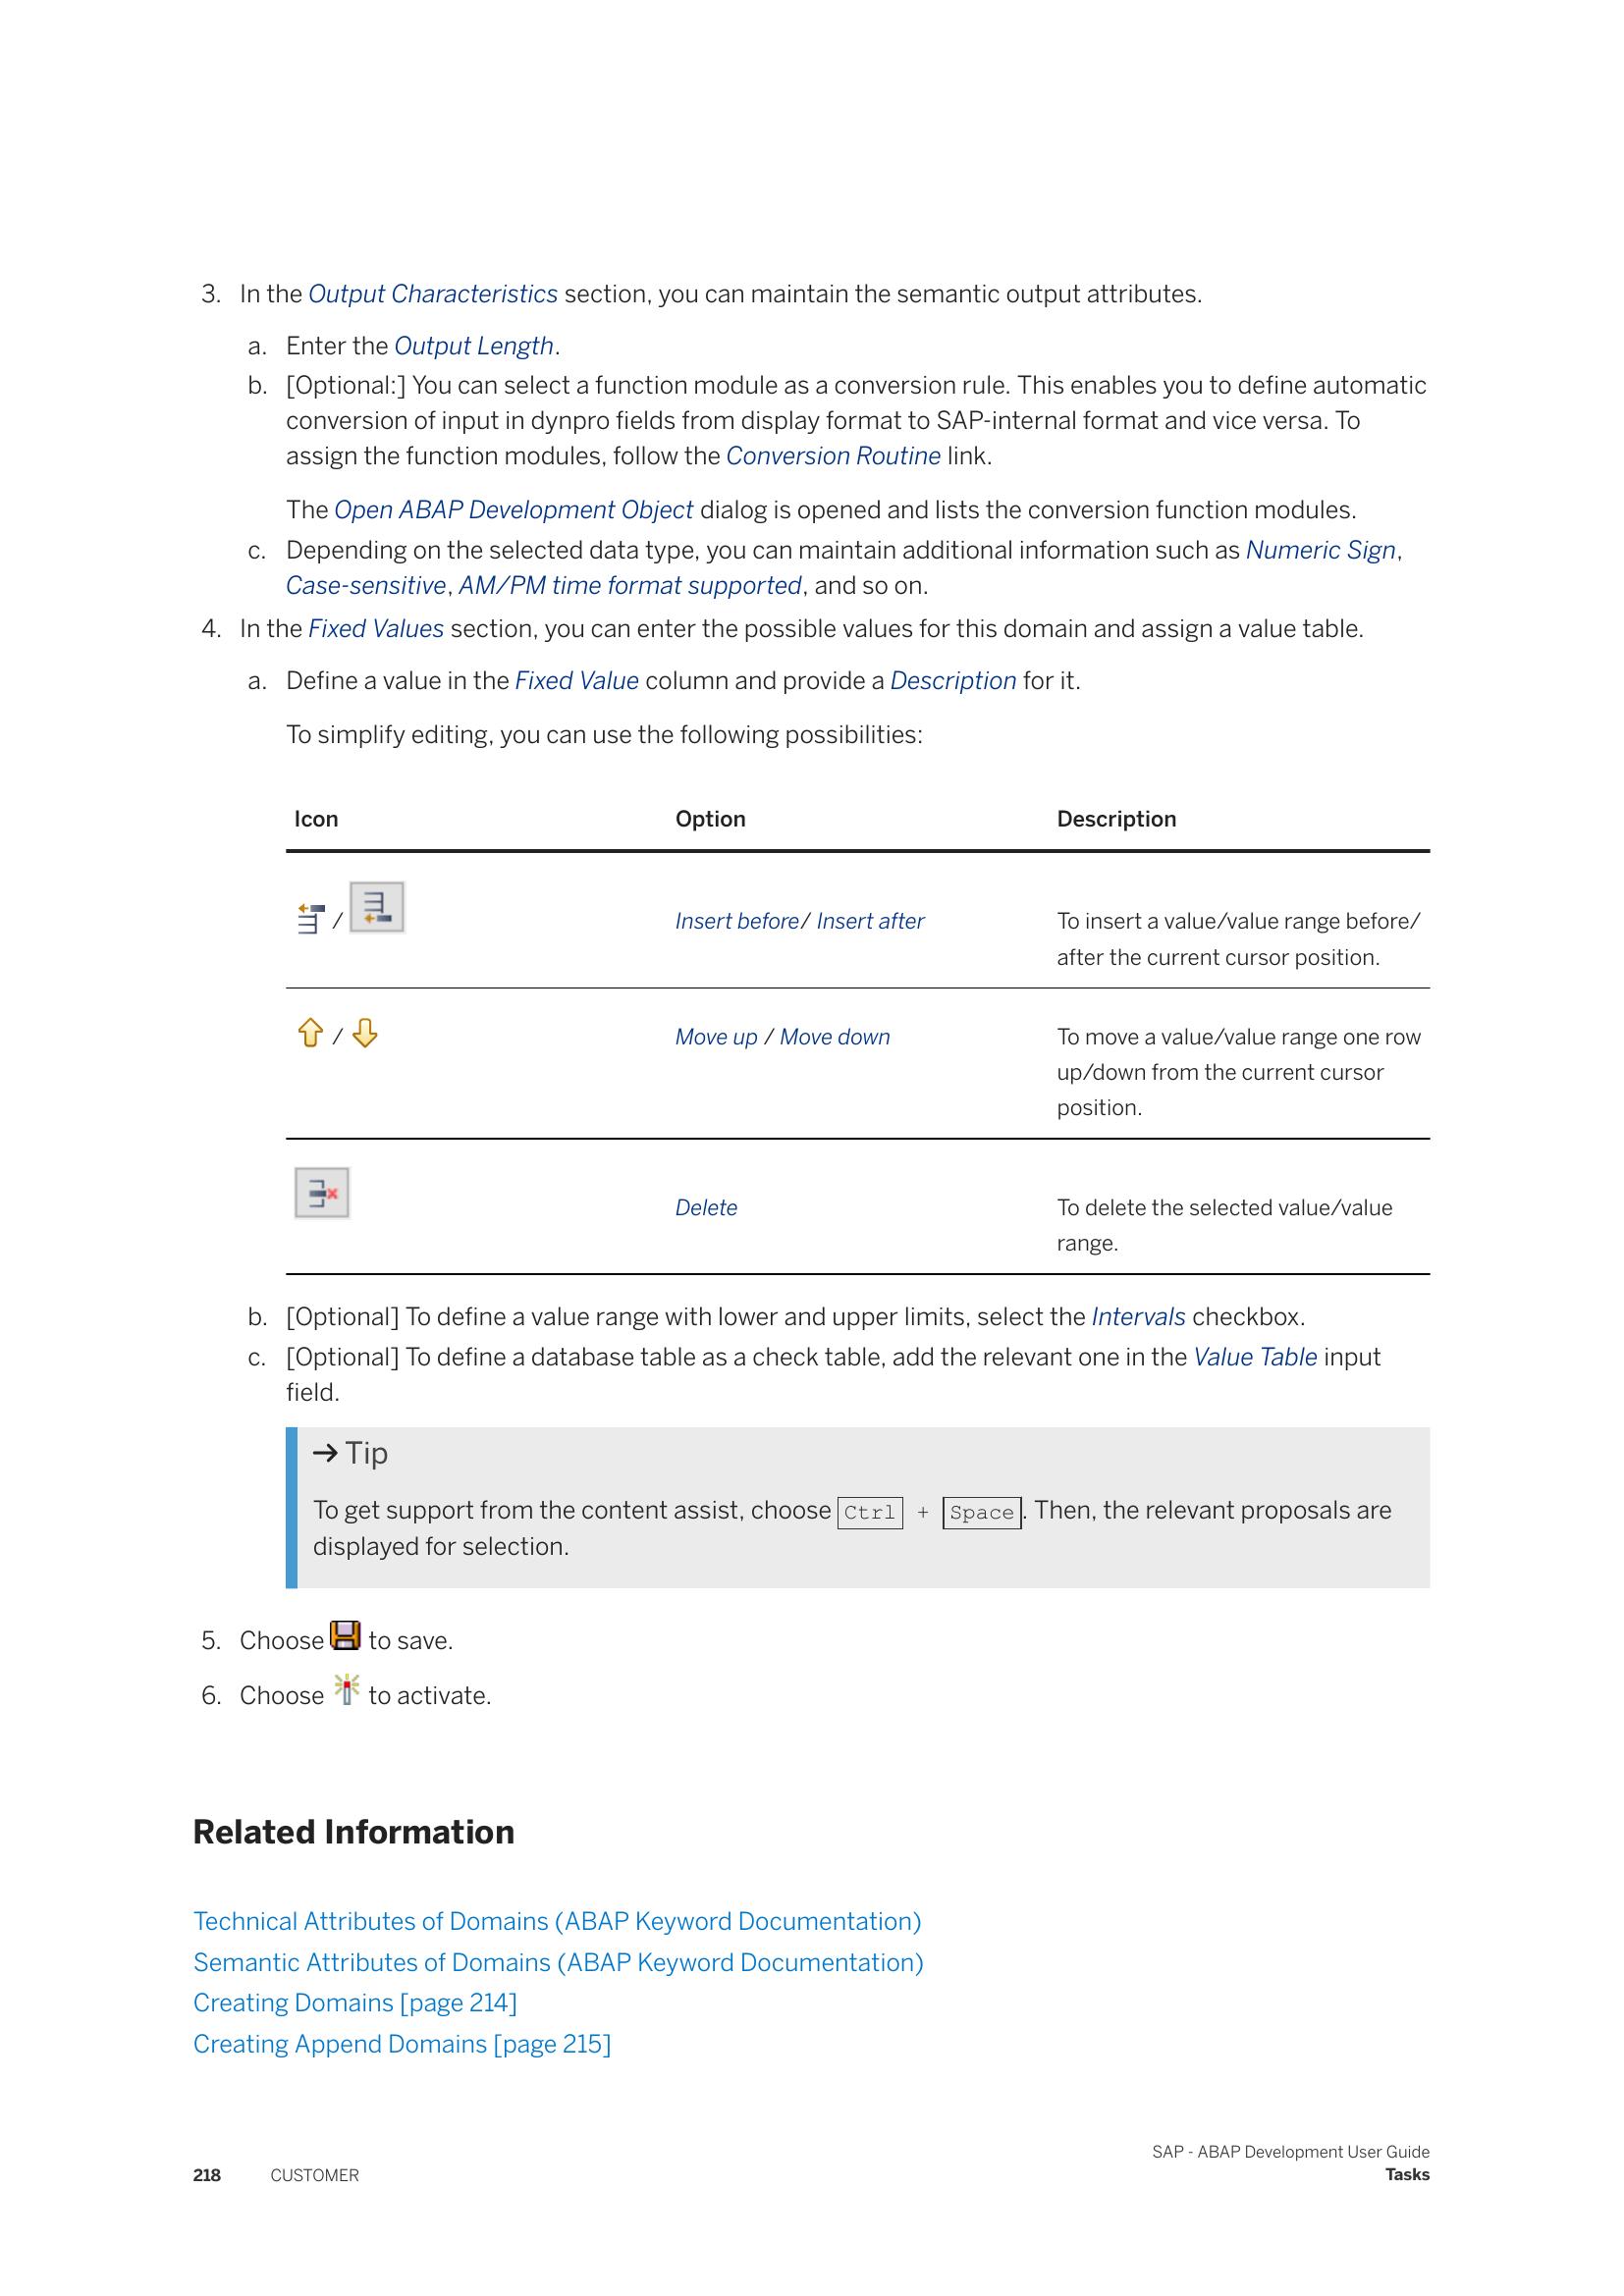 3. In the Output Characteristics section, you can maintain the semantic output attributes.
a. Enter the Output Length.
b. [Optional:] You can select a function module as a conversion rule. This enables you to define automatic
conversion of input in dynpro fields from display format to SAP-internal format and vice versa. To
assign the function modules, follow the Conversion Routine link.
The Open ABAP Development Object dialog is opened and lists the conversion function modules.
c. Depending on the selected data type, you can maintain additional information such as Numeric Sign,
Case-sensitive, AM/PM time format supported, and so on.
4. In the Fixed Values section, you can enter the possible values for this domain and assign a value table.
a. Define a value in the Fixed Value column and provide a Description for it.
To simplify editing, you can use the following possibilities:
Icon Option Description
/ Insert before/ Insert after To insert a value/value range before/
after the current cursor position.
/ Move up / Move down To move a value/value range one row
up/down from the current cursor
position.
Delete To delete the selected value/value
range.
b. [Optional] To define a value range with lower and upper limits, select the Intervals checkbox.
c. [Optional] To define a database table as a check table, add the relevant one in the Value Table input
field.
→ Tip
To get support from the content assist, choose Ctrl + Space. Then, the relevant proposals are
displayed for selection.
5. Choose to save.
6. Choose to activate.
Related Information
Technical Attributes of Domains (ABAP Keyword Documentation)
Semantic Attributes of Domains (ABAP Keyword Documentation)
Creating Domains [page 214]
Creating Append Domains [page 215]
SAP - ABAP Development User Guide
218 CUSTOMER Tasks